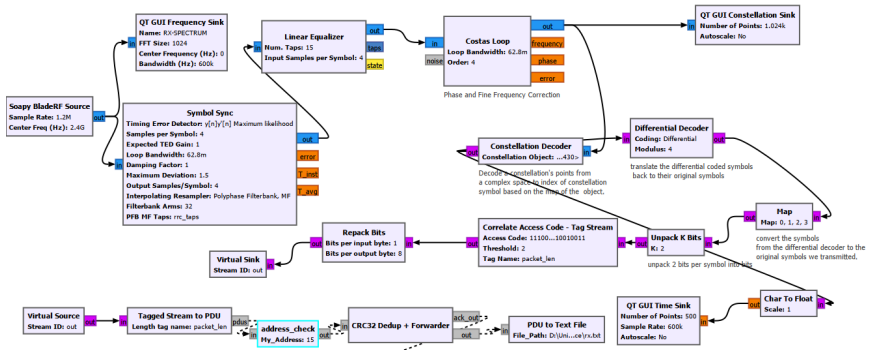 QT GUI Frequency Sink
Name: RX-SPECTRUM
FFT Size: 1024
Center Frequency (Hz): 0
Bandwidth (Hz): 600k
in
Linear Equalizer
Num. Taps: 15
Input Samples per Symbol: 4
in
out
taps
state
Costas Loop
Loop Bandwidth: 62.8m
Order: 4
in
noise
out
frequency
phase
error
Phase and Fine Frequency Correction
QT GUI Constellation Sink
Number of Points: 1.024k
Autoscale: No
in
Soapy BladeRF Source
Sample Rate: 1.2M
Center Freq (Hz): 2.4G
out
Symbol Sync
Timing Error Detector: y[n]y'[n] Maximum likelihood
Samples per Symbol: 4
Expected TED Gain: 1
Loop Bandwidth: 62.8m
Damping Factor: 1
Maximum Deviation: 1.5
Output Samples/Symbol: 4
Interpolating Resampler: Polyphase Filterbank, MF
Filterbank Arms: 32
PFB MF Taps: rrc_taps
in
out
error
T_inst
T_avg
Constellation Decoder
Constellation Object: ...430>
out
in
Decode a constellation's points from
a complex space to index of constellation
symbol based on the map of the object,
Differential Decoder
Coding: Differential
Modulus: 4
in
out
translate the differential coded symbols
back to their original symbols
Map
Map: 0, 1, 2, 3
out
in
convert the symbols
from the differential decoder to the
original symbols we transmitted,
Unpack K Bits
K: 2
out
in
unpack 2 bits per symbol into bits
Correlate Access Code - Tag Stream
Access Code: 11100...10010011
Threshold: 2
Tag Name: packet_len
out
in
Repack Bits
Bits per input byte: 1
Bits per output byte: 8
out
in
Virtual Sink
Stream ID: out
in
Char To Float
Scale: 1
out
in
QT GUI Time Sink
Number of Points: 500
Sample Rate: 600k
Autoscale: No
in
Virtual Source
Stream ID: out
out
Tagged Stream to PDU
Length tag name: packet_len
in
pdus
address_check
My_Address: 15
in
out
CRC32 Dedup + Forwarder
in
ack_out
out
PDU to Text File
File_Path: D:\Uni...ce\rx.txt
in